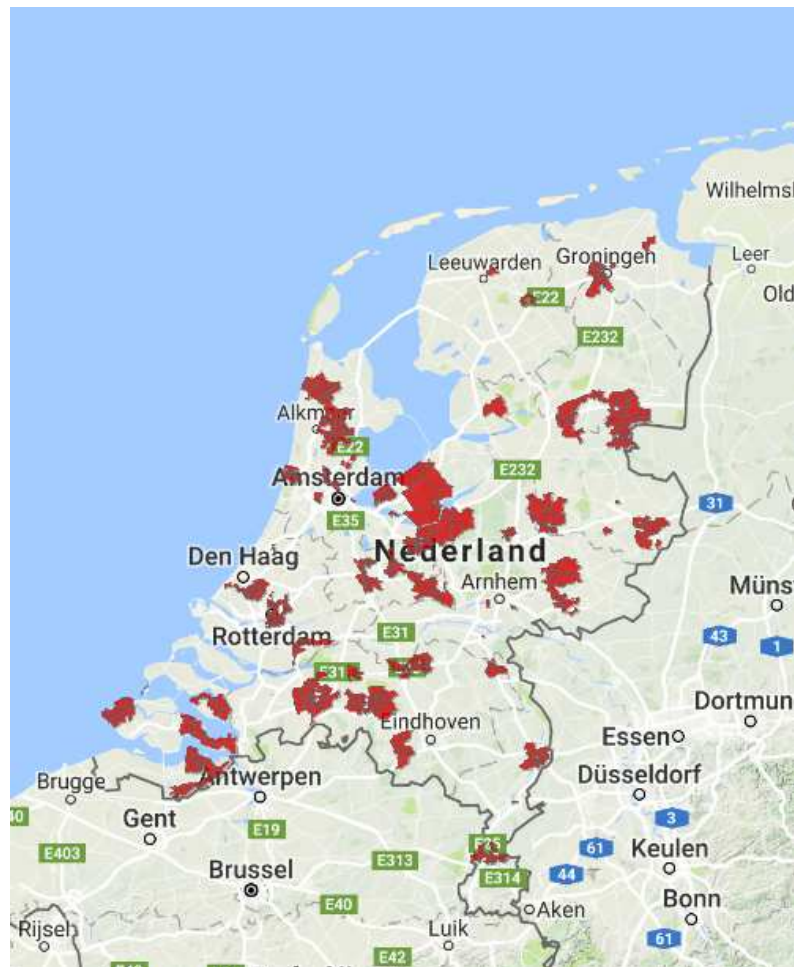 Wilhelmsl
Groningen
Leer
Leeuwarden
E22
Old
E232
Alkmaar
E22
E232
Amsterdam
31
E35
Den Haag
Nederland
Arnhem
Münst
Rotterdam
E31
43
1
E31
Dortmun
Eindhoven
Essen
Brugge
Antwerpen
Düsseldorf
40
Gent
E19
3
E403
E25
61
Keulen
Brussel
E313
E314
44
E40
Aken
Bonn
Rijsel
Luik
61
E42